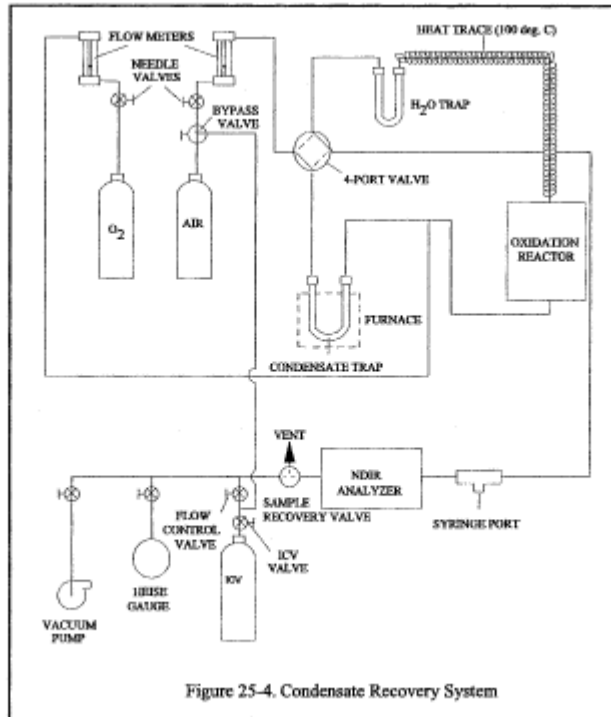 FLOW METERS
NEEDLE
VALVES
BYPASS
VALVE
HEAT TRACE (100 deg. C)
H2O TRAP
4-PORT VALVE
O2
AIR
OXIDATION
REACTOR
FURNACE
CONDENSATE TRAP
VENT
NDIR
ANALYZER
SAMPLE
RECOVERY VALVE
SYRINGE PORT
FLOW
CONTROL
VALVE
ICV
VALVE
ICV
HEISE
GAUGE
VACUUM
PUMP
Figure 25-4. Condensate Recovery System